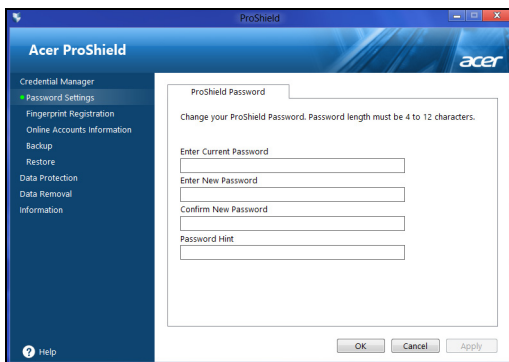 ProShield
Acer ProShield
acer
Credential Manager
Password Settings
Fingerprint Registration
Online Accounts Information
Backup
Restore
Data Protection
Data Removal
Information
Help
ProShield Password
Change your ProShield Password. Password length must be 4 to 12 characters.
Enter Current Password
Enter New Password
Confirm New Password
Password Hint
OK
Cancel
Apply